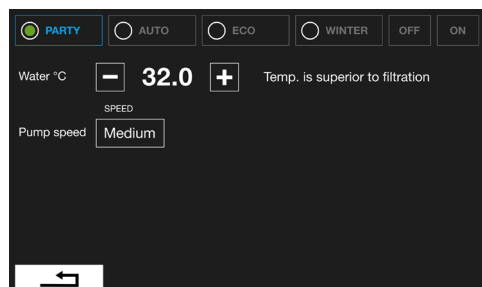 PARTY AUTO ECO WINTER OFF ON
Water °C − 32.0 + Temp. is superior to filtration
SPEED
Pump speed Medium